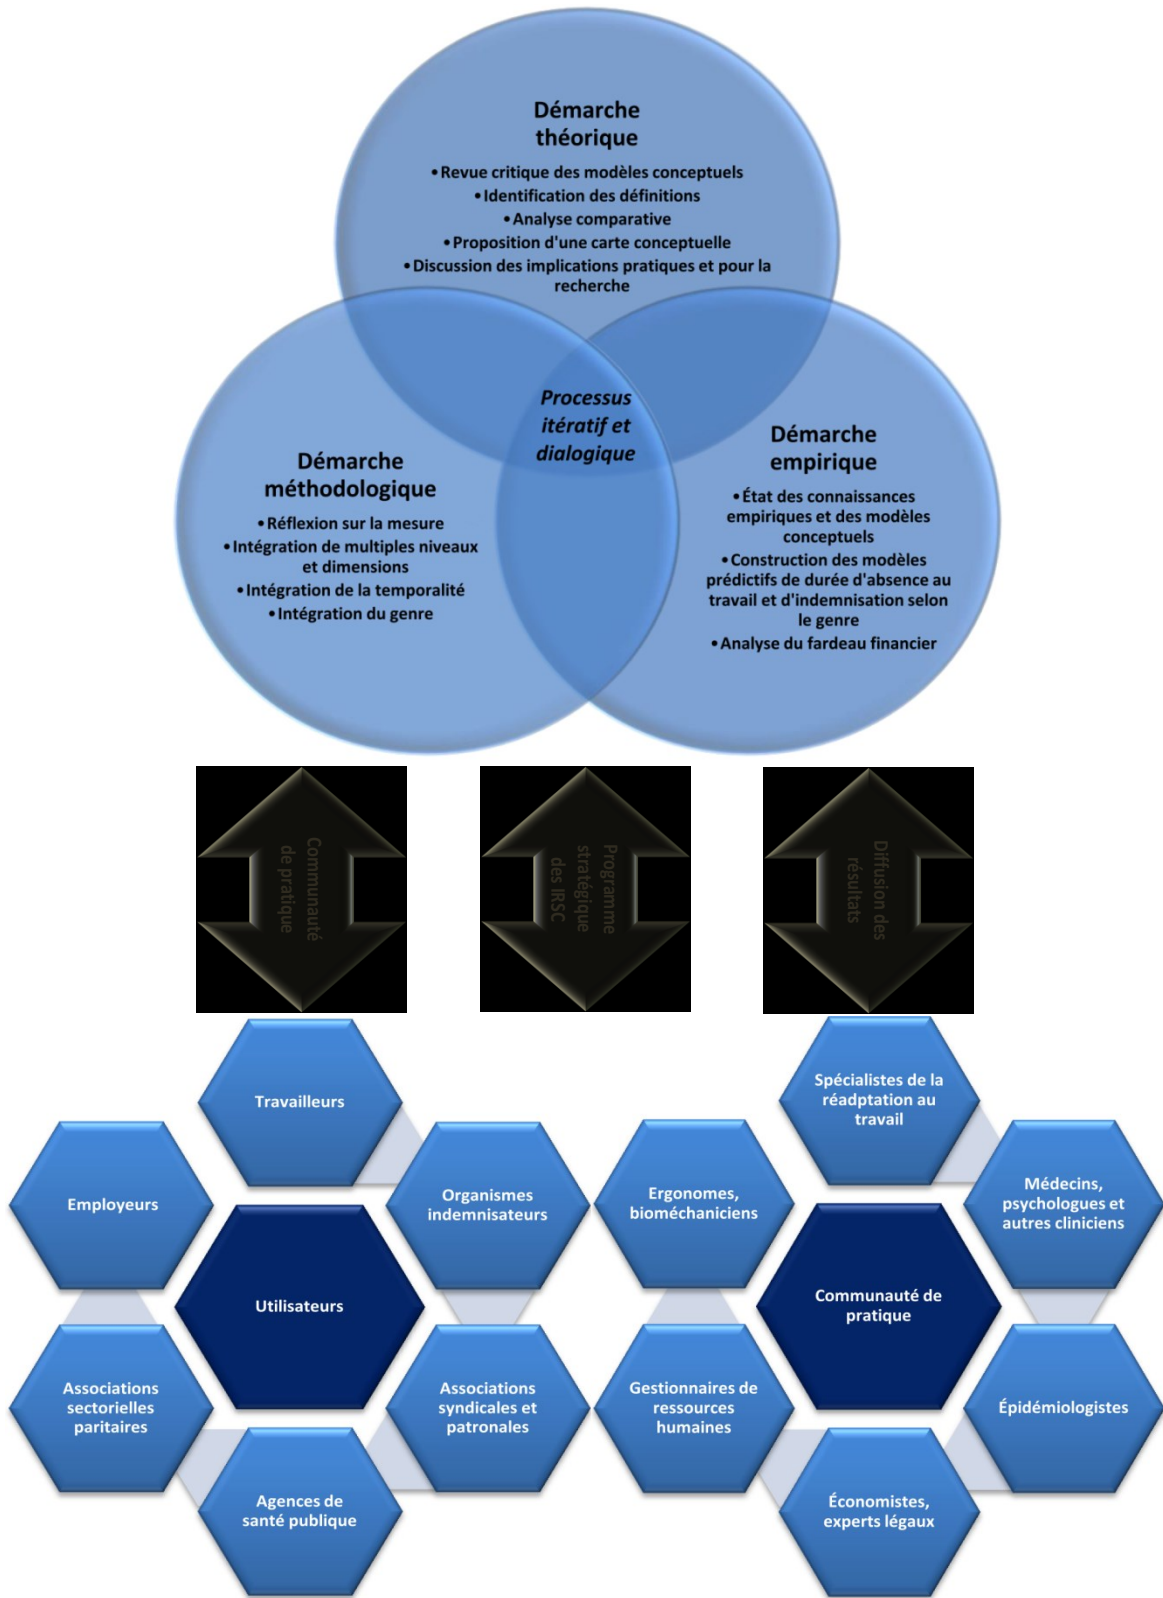 Démarche
théorique
•Revue critique des modèles conceptuels
•Identification des définitions
•Analyse comparative
•Proposition d'une carte conceptuelle
•Discussion des implications pratiques et pour la
recherche
Processus
itératif et
dialogique
Démarche
méthodologique
•Réflexion sur la mesure
•Intégration de multiples niveaux
et dimensions
•Intégration de la temporalité
•Intégration du genre
Démarche
empirique
•État des connaissances
empiriques et des modèles
conceptuels
•Construction des modèles
prédictifs de durée d'absence au
travail et d'indemnisation selon
le genre
•Analyse du fardeau financier
Communauté
de pratique
Programme
stratégique
des IRSC
Diffusion des
résultats
Travailleurs
Employeurs
Organismes
indemnisateurs
Utilisateurs
Associations
sectorielles
paritaires
Associations
syndicales et
patronales
Agences de
santé publique
Spécialistes de la
réadptation au
travail
Ergonomes,
bioméchaniciens
Médecins,
psychologues et
autres cliniciens
Communauté de
pratique
Gestionnaires de
ressources
humaines
Épidémiologistes
Économistes,
experts légaux